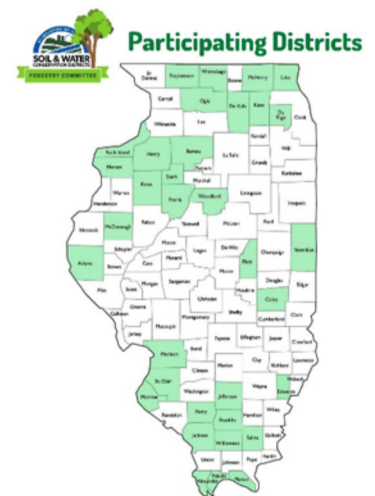 SOIL & WATER
CONSERVATION DISTRICTS
FORESTRY COMMITTEE
Participating Districts
Jo Daviess
Stephenson
Winnebago
Boone
McHenry
Lake
Carroll
Ogle
De Kalb
Kane
Du Page
Cook
Whiteside
Lee
Kendall
Will
Rock Island
Henry
Bureau
La Salle
Grundy
Mercer
Stark
Putnam
Marshall
Kankakee
Knox
Warren
Henderson
Peoria
Woodford
Livingston
Iroquois
Hancock
McDonough
Fulton
Tazewell
McLean
Ford
Schuyler
Mason
Logan
De Witt
Piatt
Champaign
Vermilion
Adams
Brown
Cass
Menard
Macon
Pike
Scott
Morgan
Sangamon
Christian
Moultrie
Douglas
Edgar
Coles
Greene
Calhoun
Jersey
Macoupin
Montgomery
Shelby
Cumberland
Clark
Fayette
Effingham
Jasper
Crawford
Madison
Bond
Clinton
Marion
Clay
Richland
Lawrence
St. Clair
Washington
Jefferson
Wayne
Edwards
Wabash
Monroe
Randolph
Perry
Franklin
Hamilton
White
Jackson
Williamson
Saline
Gallatin
Union
Johnson
Pope
Hardin
Alexander
Pulaski
Massac